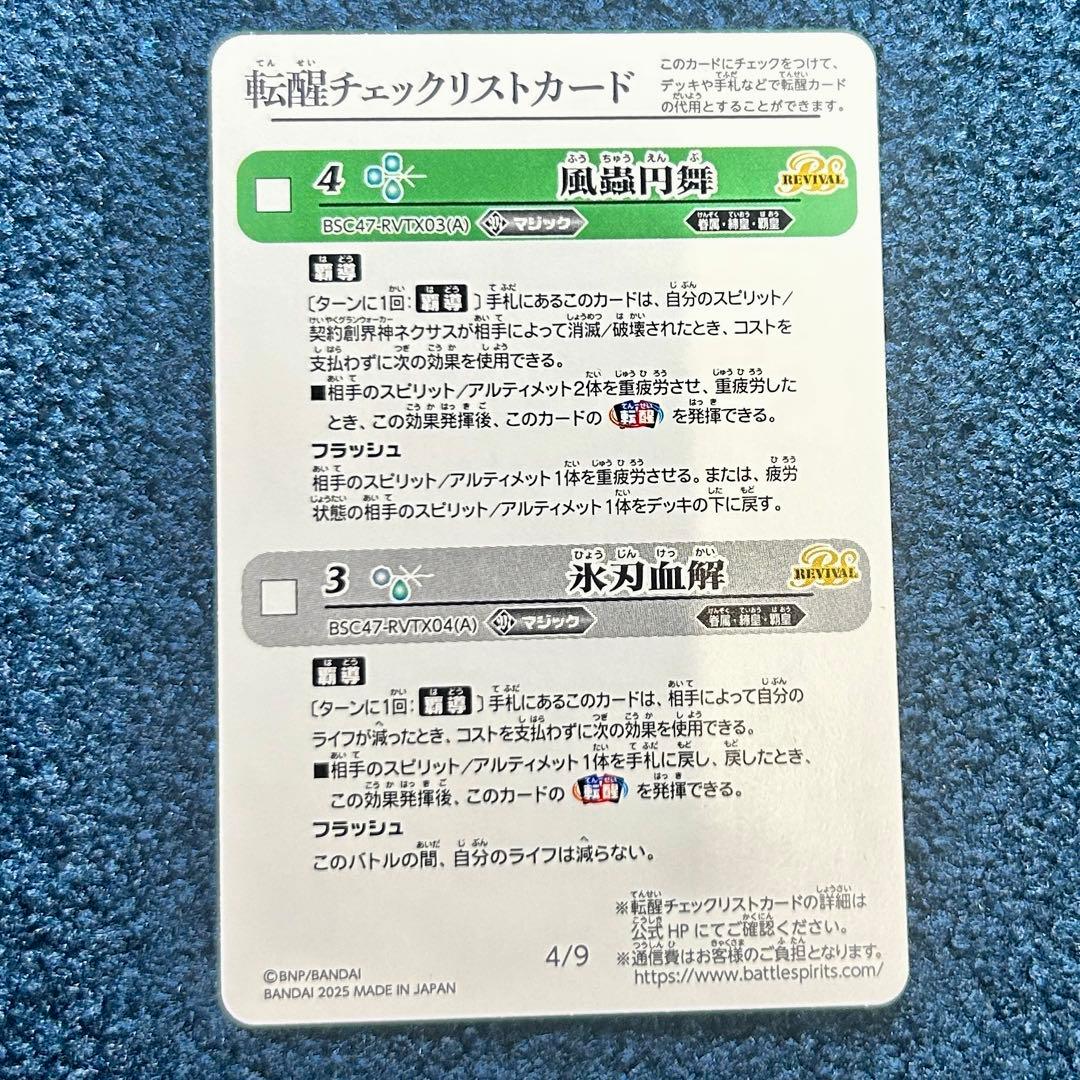 転醒チェックリストカード
このカードにチェックをつけて、
デッキや手札などで転醒カード
の代用とすることができます。
4 風蟲円舞 REVIVAL
BSC47-RVTX03(A) マジック 眷属・締皇・覇皇
覇導
〔ターンに1回:覇導〕手札にあるこのカードは、自分のスピリット/
契約創界神ネクサスが相手によって消滅/破壊されたとき、コストを
支払わずに次の効果を使用できる。
■相手のスピリット/アルティメット2体を重疲労させ、重疲労した
とき、この効果発揮後、このカードの 転醒 を発揮できる。
フラッシュ
相手のスピリット/アルティメット1体を重疲労させる。または、疲労
状態の相手のスピリット/アルティメット1体をデッキの下に戻す。
3 氷刃血解 REVIVAL
BSC47-RVTX04(A) マジック 眷属・締皇・覇皇
覇導
〔ターンに1回:覇導〕手札にあるこのカードは、相手によって自分の
ライフが減ったとき、コストを支払わずに次の効果を使用できる。
■相手のスピリット/アルティメット1体を手札に戻し、戻したとき、
この効果発揮後、このカードの 転醒 を発揮できる。
フラッシュ
このバトルの間、自分のライフは減らない。
※転醒チェックリストカードの詳細は
公式HPにてご確認ください。
※通信費はお客様のご負担となります。
https://www.battlespirits.com/
4/9
©BNP/BANDAI
BANDAI 2025 MADE IN JAPAN